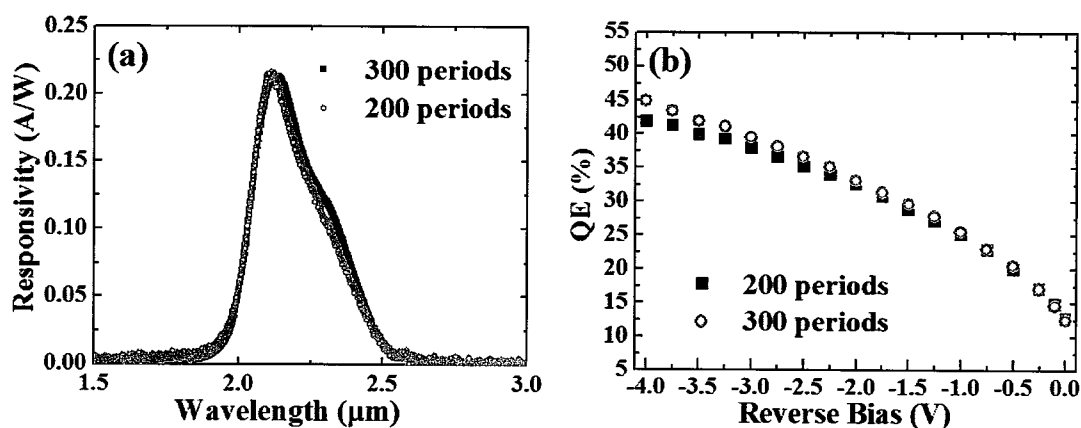 (a)
300 periods
200 periods
Responsivity (A/W)
0.25
0.20
0.15
0.10
0.05
0.00
1.5 2.0 2.5 3.0
Wavelength (μm)
(b)
200 periods
300 periods
QE (%)
55
50
45
40
35
30
25
20
15
10
5
-4.0 -3.5 -3.0 -2.5 -2.0 -1.5 -1.0 -0.5 0.0
Reverse Bias (V)